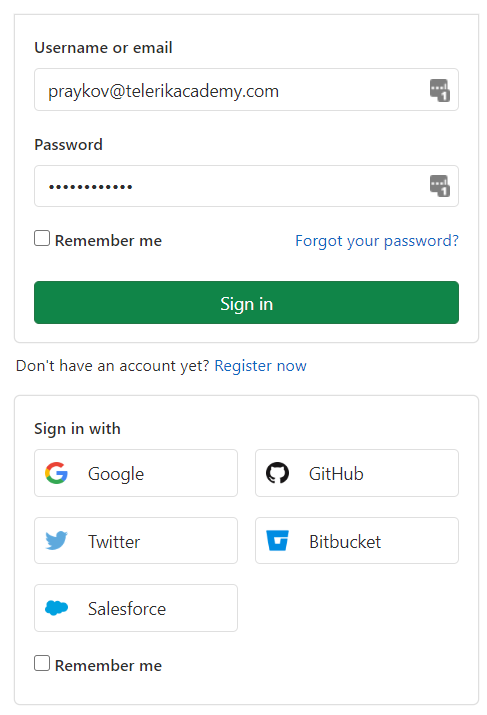 Username or email
praykov@telerikacademy.com
Password
••••••••••••
Remember me Forgot your password?
Sign in
Don't have an account yet? Register now
Sign in with
Google GitHub
Twitter Bitbucket
Salesforce
Remember me